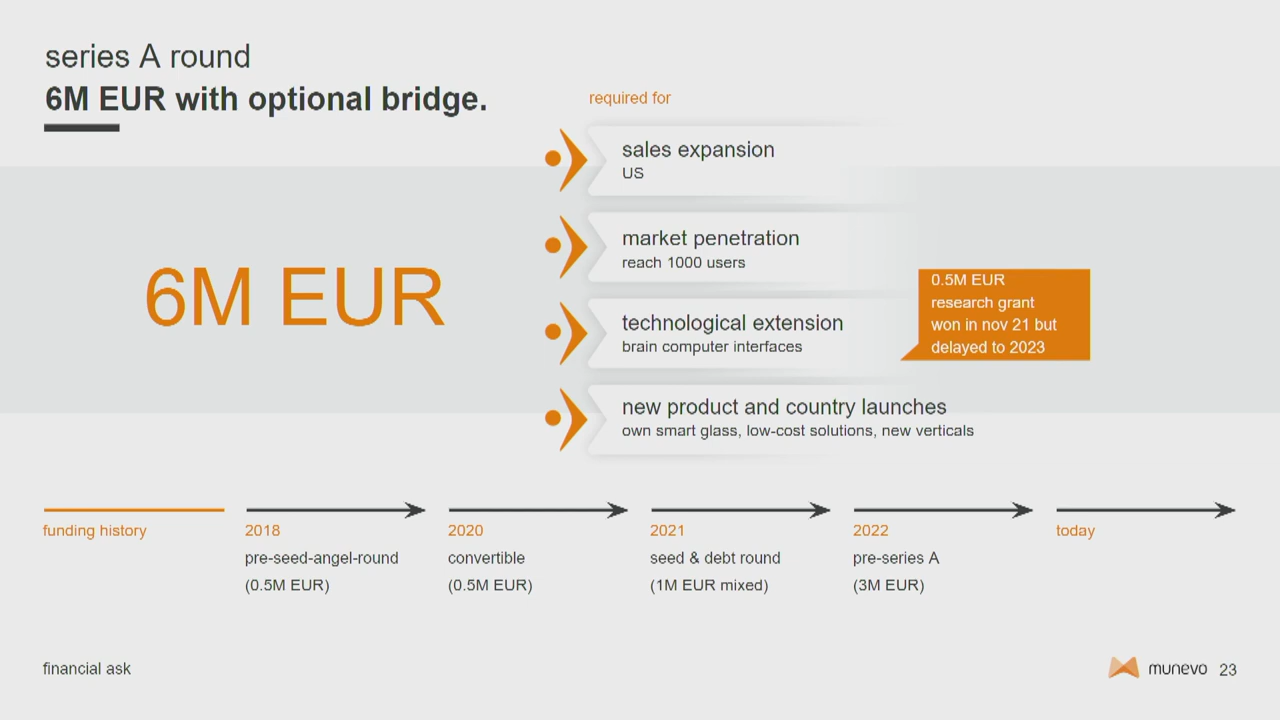 series A round
6M EUR with optional bridge.
required for
sales expansion
US
market penetration
reach 1000 users
6M EUR
technological extension
brain computer interfaces
0.5M EUR
research grant
won in nov 21 but
delayed to 2023
new product and country launches
own smart glass, low-cost solutions, new verticals
funding history
2018
pre-seed-angel-round
(0.5M EUR)
2020
convertible
(0.5M EUR)
2021
seed & debt round
(1M EUR mixed)
2022
pre-series A
(3M EUR)
today
financial ask
munevo 23